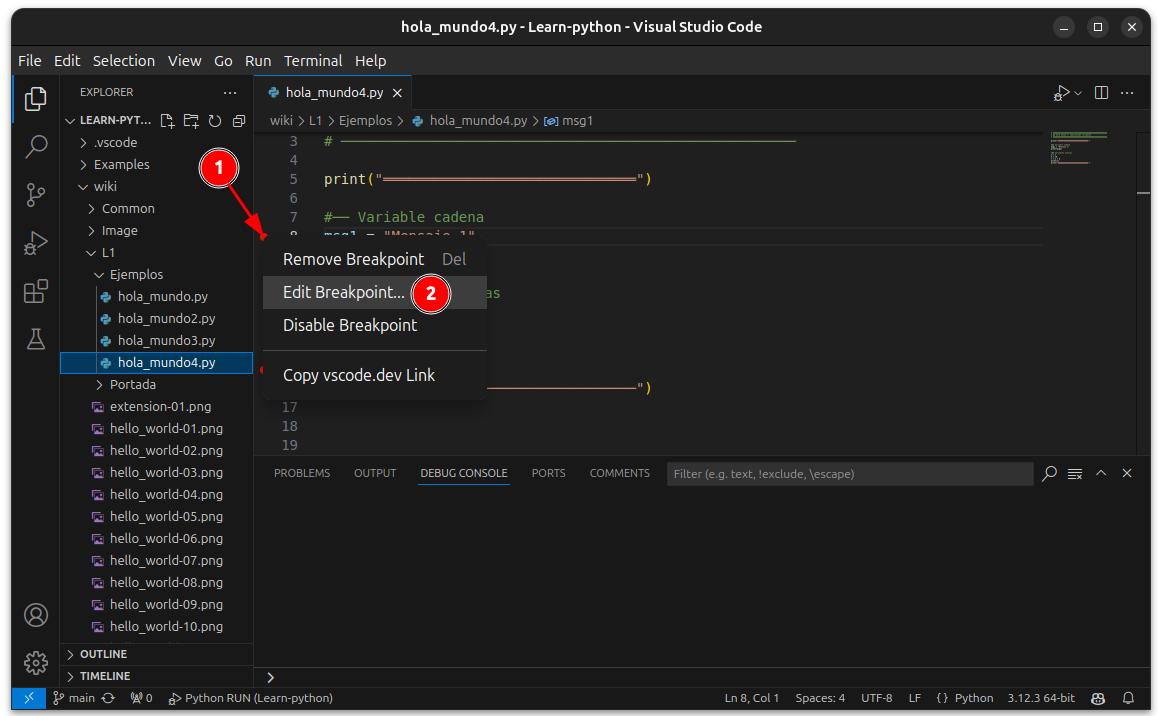 hola_mundo4.py - Learn-python - Visual Studio Code
File Edit Selection View Go Run Terminal Help
EXPLORER
LEARN-PYT...
.vscode
Examples
wiki
Common
Image
L1
Ejemplos
hola_mundo.py
hola_mundo2.py
hola_mundo3.py
hola_mundo4.py
Portada
extension-01.png
hello_world-01.png
hello_world-02.png
hello_world-03.png
hello_world-04.png
hello_world-05.png
hello_world-06.png
hello_world-07.png
hello_world-08.png
hello_world-09.png
hello_world-10.png
OUTLINE
TIMELINE
hola_mundo4.py
wiki > L1 > Ejemplos > hola_mundo4.py > msg1
3 # ────────────────────────────
4
5 print("══════════════════════════════")
6
7 #── Variable cadena
8 msg1 = "Mensaje 1"
as
")
17
18
19
1
Remove Breakpoint Del
Edit Breakpoint... 2
Disable Breakpoint
Copy vscode.dev Link
PROBLEMS OUTPUT DEBUG CONSOLE PORTS COMMENTS Filter (e.g. text, !exclude, \escape)
main 0 Python RUN (Learn-python) Ln 8, Col 1 Spaces: 4 UTF-8 LF {} Python 3.12.3 64-bit